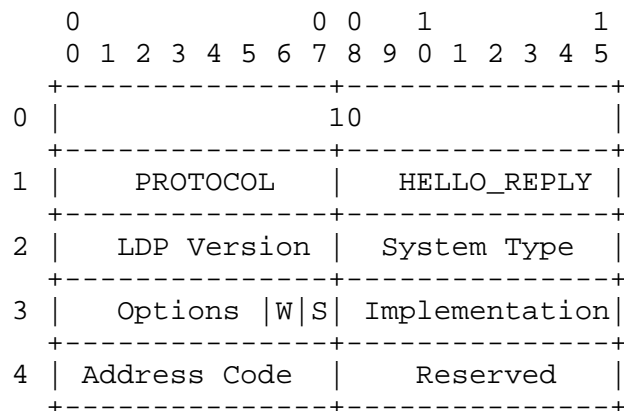 0 0 0 1 1
0 1 2 3 4 5 6 7 8 9 0 1 2 3 4 5
+---------------+---------------+
0 | 10 |
+---------------+---------------+
1 | PROTOCOL | HELLO_REPLY |
+---------------+---------------+
2 | LDP Version | System Type |
+---------------+---------------+
3 | Options |W|S| Implementation|
+---------------+---------------+
4 | Address Code | Reserved |
+---------------+---------------+